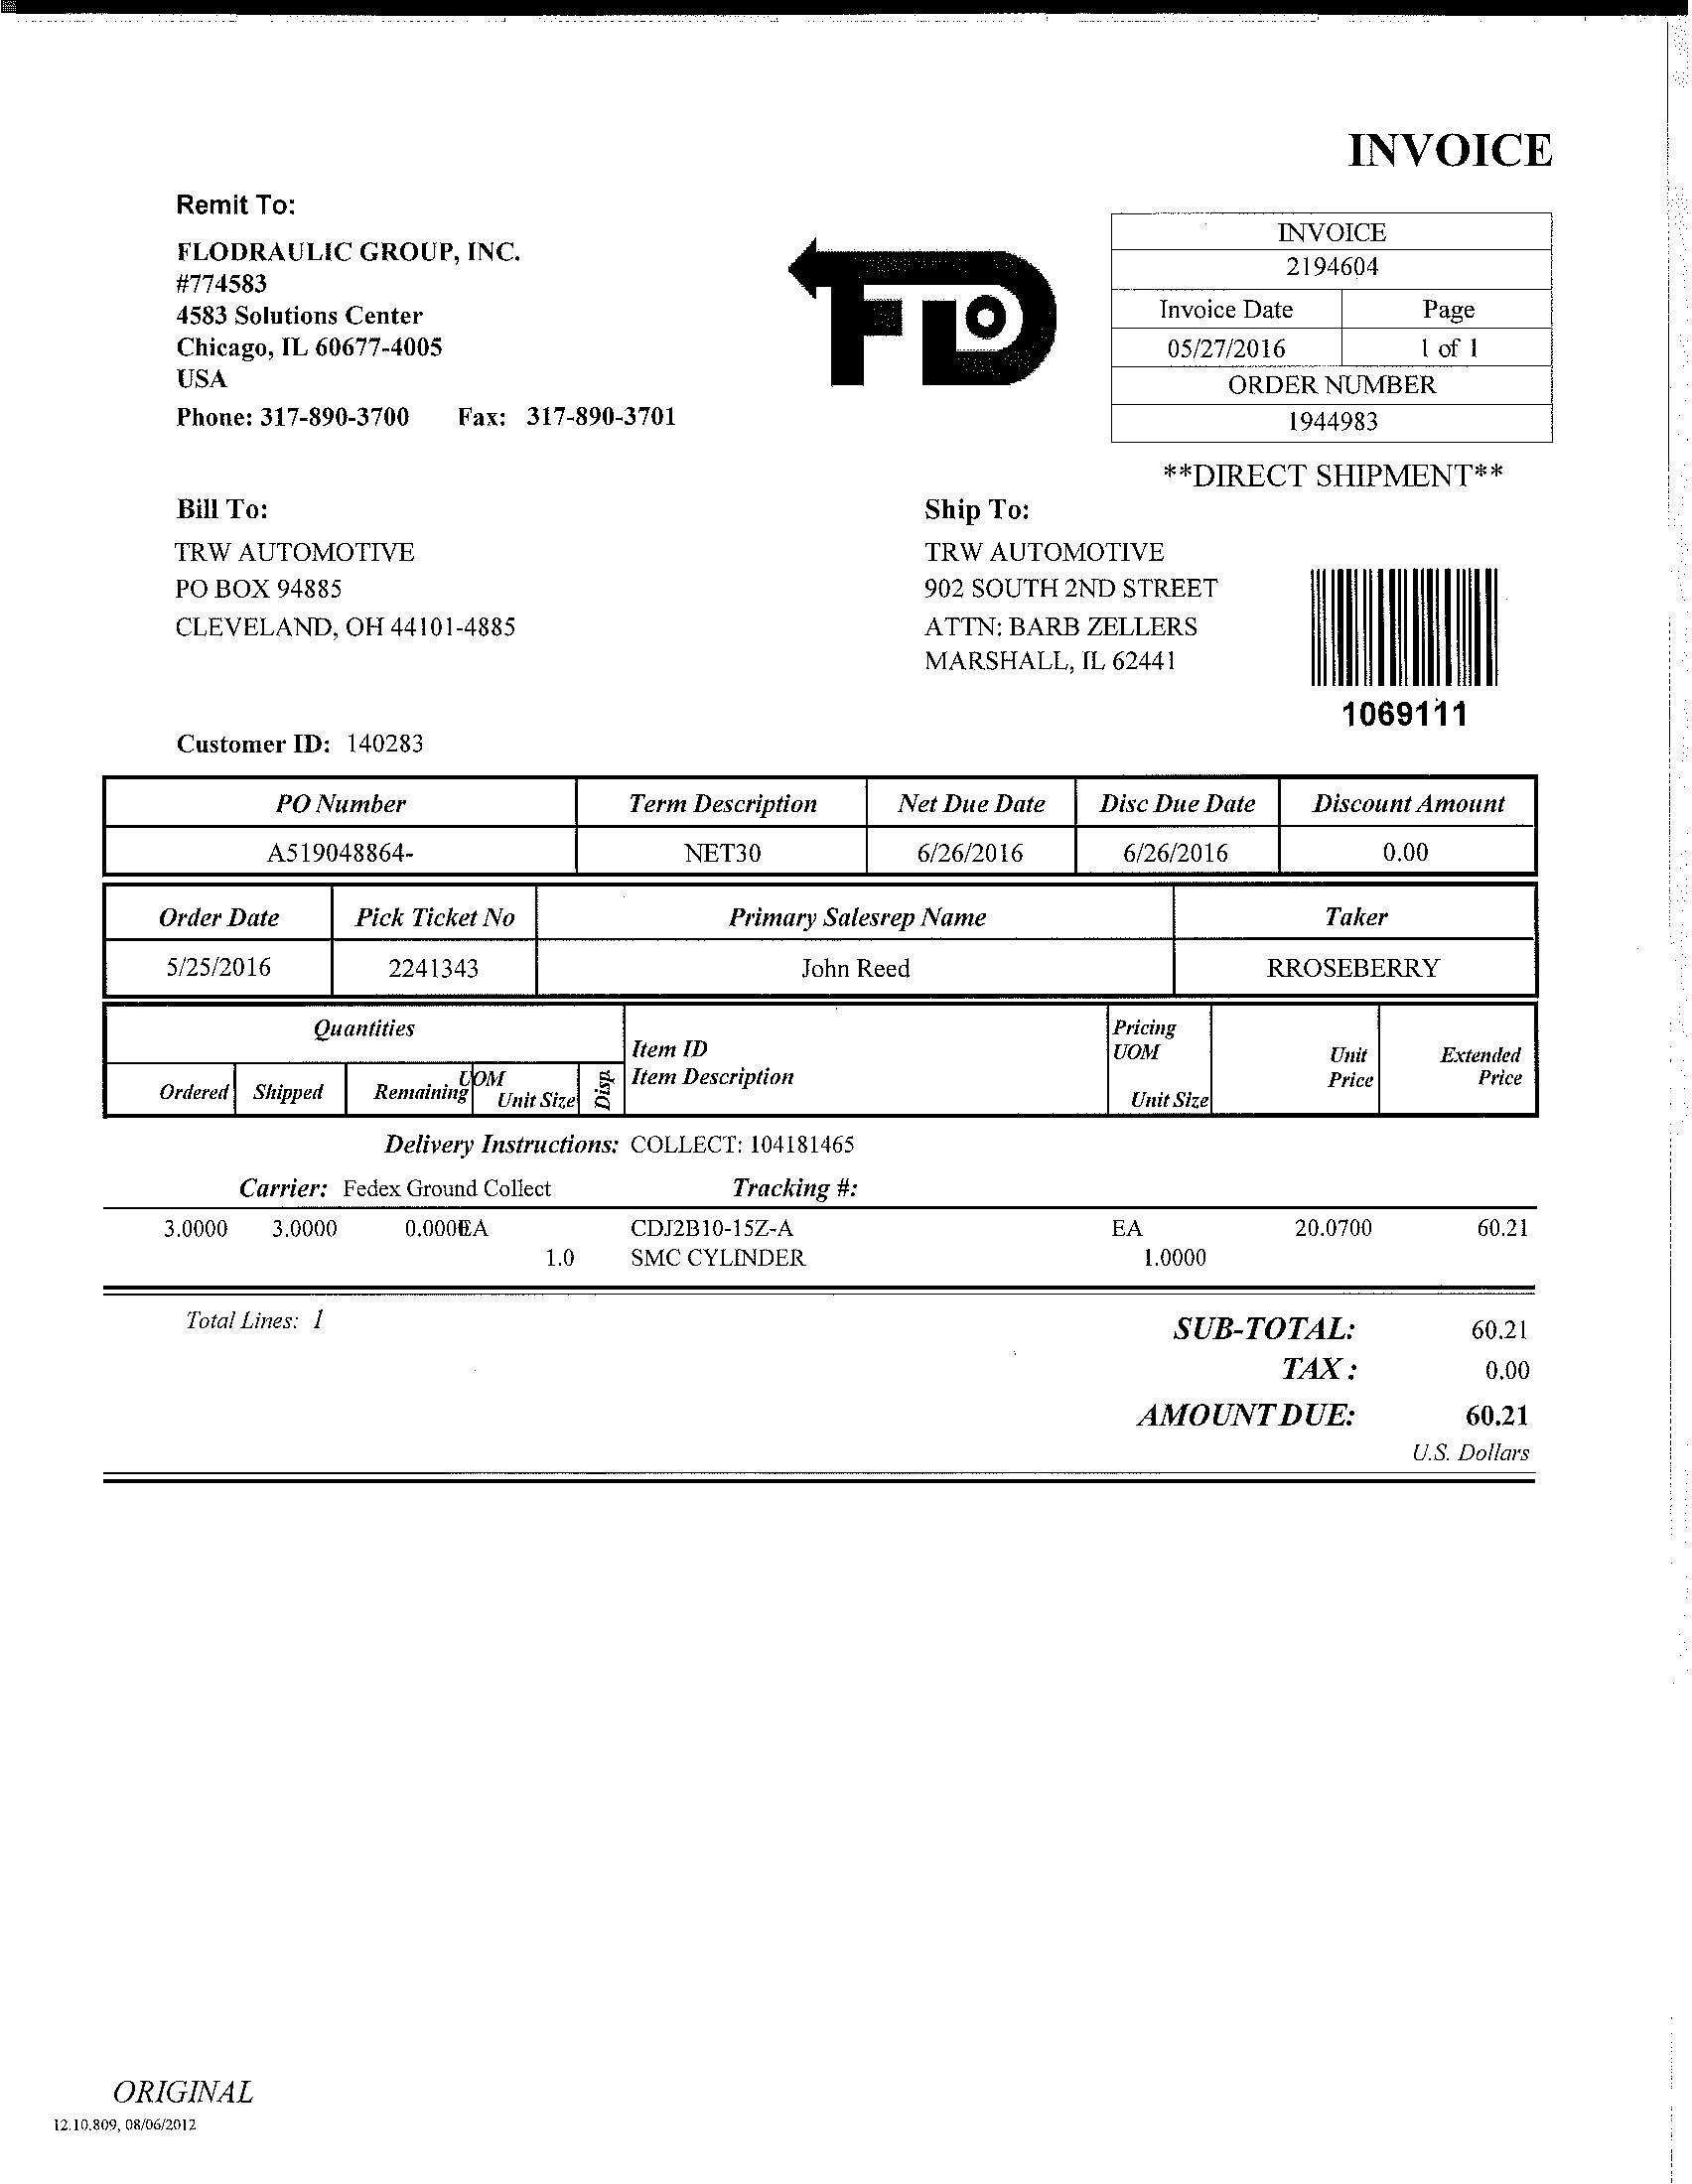 INVOICE
Remit To:
FLODRAULIC GROUP, INC.
#774583
4583 Solutions Center
Chicago, IL 60677-4005
USA
Phone: 317-890-3700 Fax: 317-890-3701
FLO
INVOICE
2194604
Invoice Date Page
05/27/2016 1 of 1
ORDER NUMBER
1944983
**DIRECT SHIPMENT**
Bill To:
TRW AUTOMOTIVE
PO BOX 94885
CLEVELAND, OH 44101-4885
Ship To:
TRW AUTOMOTIVE
902 SOUTH 2ND STREET
ATTN: BARB ZELLERS
MARSHALL, IL 62441
1069111
Customer ID: 140283
PO Number Term Description Net Due Date Disc Due Date Discount Amount
A519048864- NET30 6/26/2016 6/26/2016 0.00
Order Date Pick Ticket No Primary Salesrep Name Taker
5/25/2016 2241343 John Reed RROSEBERRY
Quantities
Ordered Shipped Remaining UOM Unit Size Disp.
Item ID
Item Description
Pricing
UOM
Unit Size
Unit
Price
Extended
Price
Delivery Instructions: COLLECT: 104181465
Carrier: Fedex Ground Collect Tracking #:
3.0000 3.0000 0.0000 EA CDJ2B10-15Z-A EA 20.0700 60.21
1.0 SMC CYLINDER 1.0000
Total Lines: 1
SUB-TOTAL: 60.21
TAX : 0.00
AMOUNT DUE: 60.21
U.S. Dollars
ORIGINAL
12.10.809, 08/06/2012